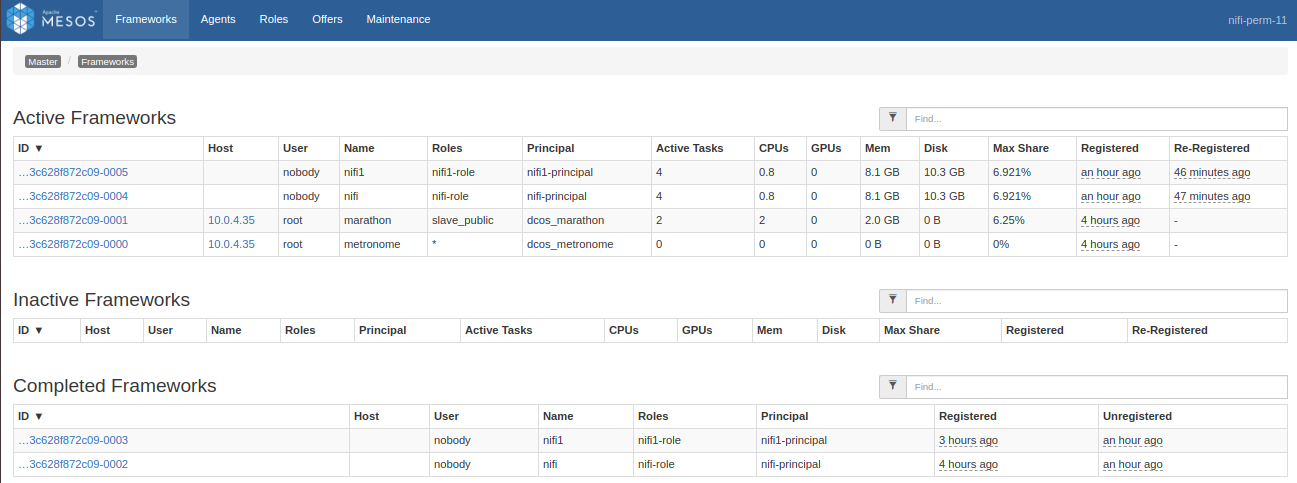 Apache
MESOS Frameworks Agents Roles Offers Maintenance nifi-perm-11
Master / Frameworks
Active Frameworks Find...
ID ▼ Host User Name Roles Principal Active Tasks CPUs GPUs Mem Disk Max Share Registered Re-Registered
…3c628f872c09-0005 nobody nifi1 nifi1-role nifi1-principal 4 0.8 0 8.1 GB 10.3 GB 6.921% an hour ago 46 minutes ago
…3c628f872c09-0004 nobody nifi nifi-role nifi-principal 4 0.8 0 8.1 GB 10.3 GB 6.921% an hour ago 47 minutes ago
…3c628f872c09-0001 10.0.4.35 root marathon slave_public dcos_marathon 2 2 0 2.0 GB 0 B 6.25% 4 hours ago -
…3c628f872c09-0000 10.0.4.35 root metronome * dcos_metronome 0 0 0 0 B 0 B 0% 4 hours ago -
Inactive Frameworks Find...
ID ▼ Host User Name Roles Principal Active Tasks CPUs GPUs Mem Disk Max Share Registered Re-Registered
Completed Frameworks Find...
ID ▼ Host User Name Roles Principal Registered Unregistered
…3c628f872c09-0003 nobody nifi1 nifi1-role nifi1-principal 3 hours ago an hour ago
…3c628f872c09-0002 nobody nifi nifi-role nifi-principal 4 hours ago an hour ago